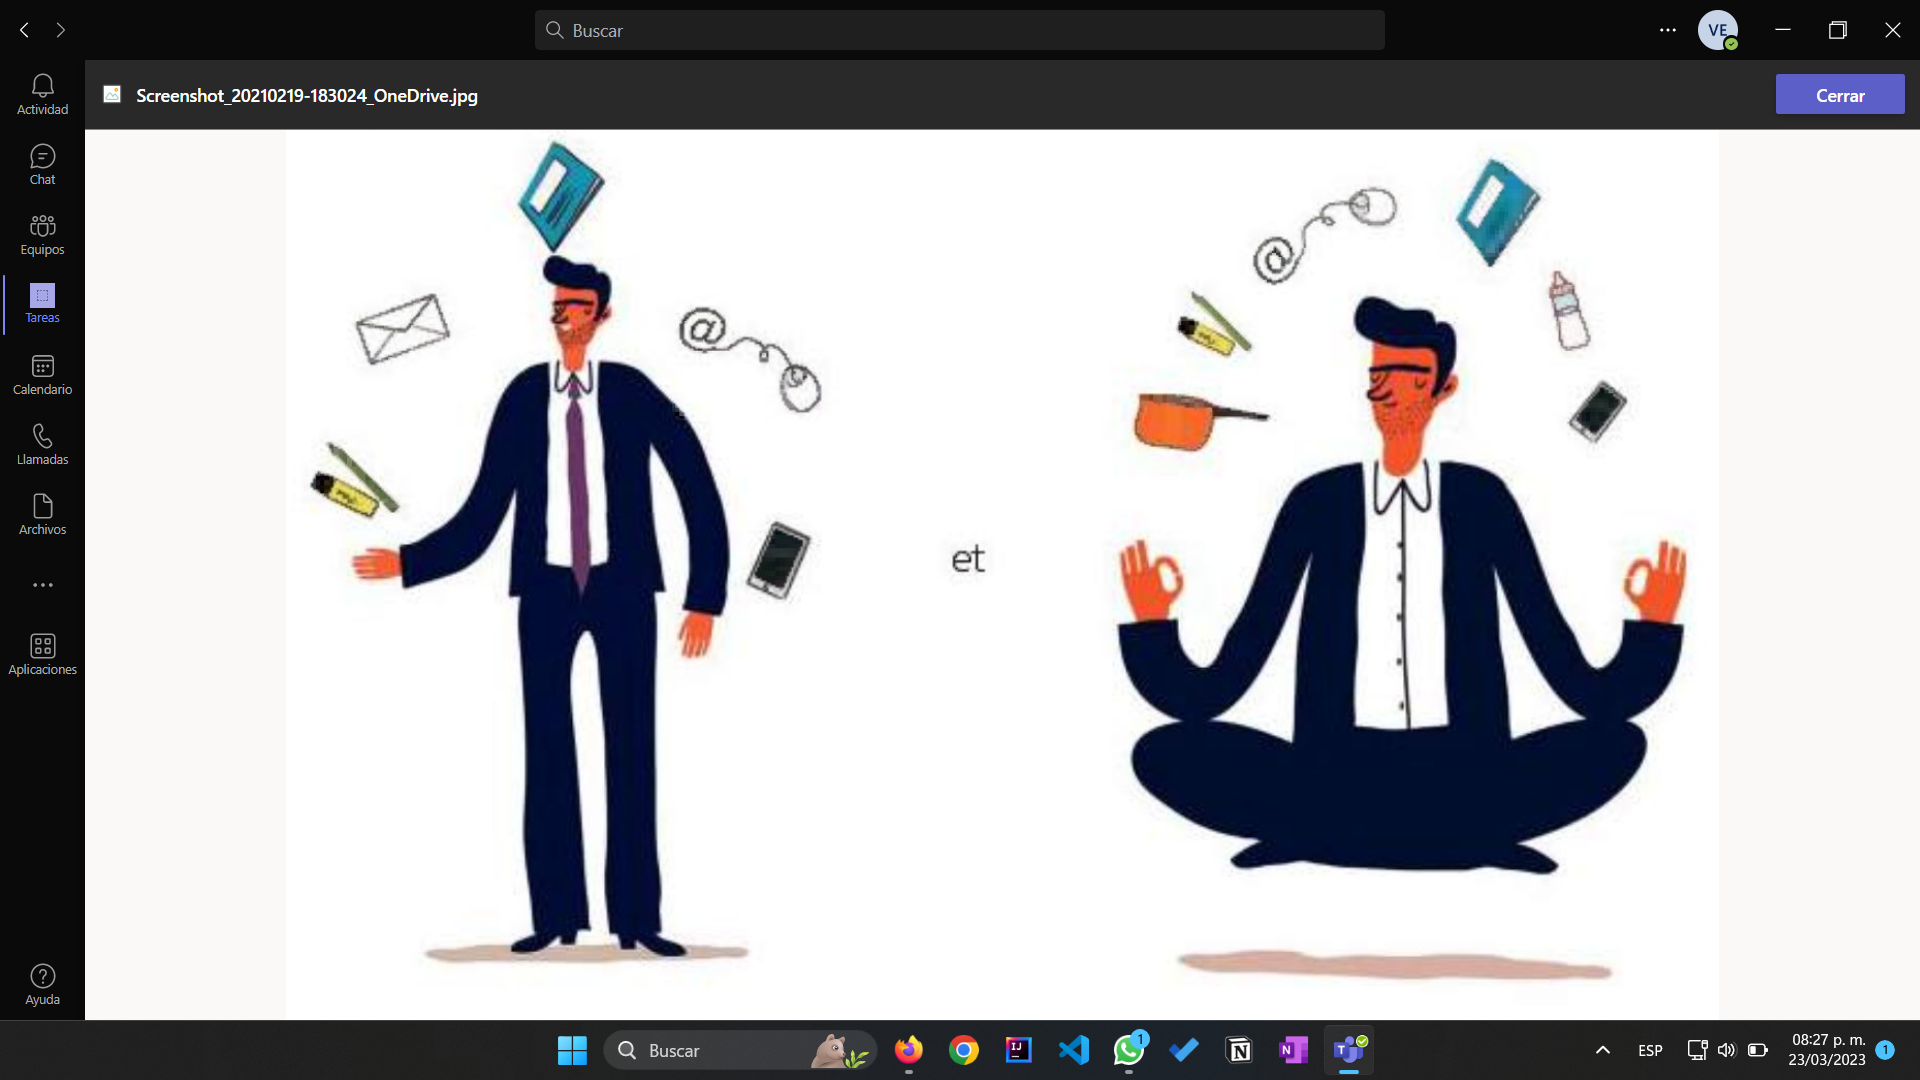 Buscar
VE
Screenshot_20210219-183024_OneDrive.jpg
Cerrar
Actividad
Chat
Equipos
Tareas
Calendario
Llamadas
Archivos
Aplicaciones
Ayuda
@
@
et
Buscar
1
ESP
08:27 p. m.
23/03/2023
1